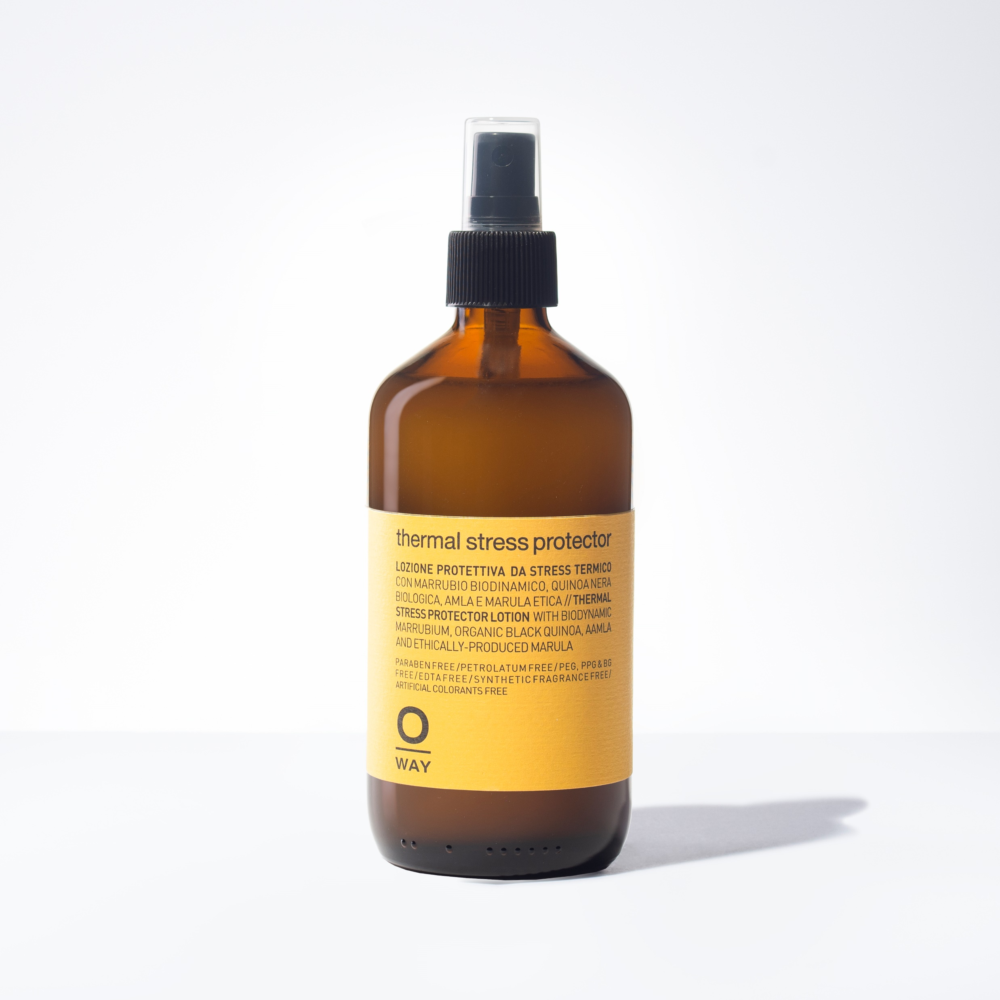 thermal stress protector
LOZIONE PROTETTIVA DA STRESS TERMICO
CON MARRUBIO BIODINAMICO, QUINOA NERA
BIOLOGICA, AMLA E MARULA ETICA // THERMAL
STRESS PROTECTOR LOTION WITH BIODYNAMIC
MARRUBIUM, ORGANIC BLACK QUINOA, AAMLA
AND ETHICALLY-PRODUCED MARULA
PARABEN FREE/PETROLATUM FREE/PEG, PPG & BG
FREE/EDTA FREE/SYNTHETIC FRAGRANCE FREE/
ARTIFICIAL COLORANTS FREE
O
WAY